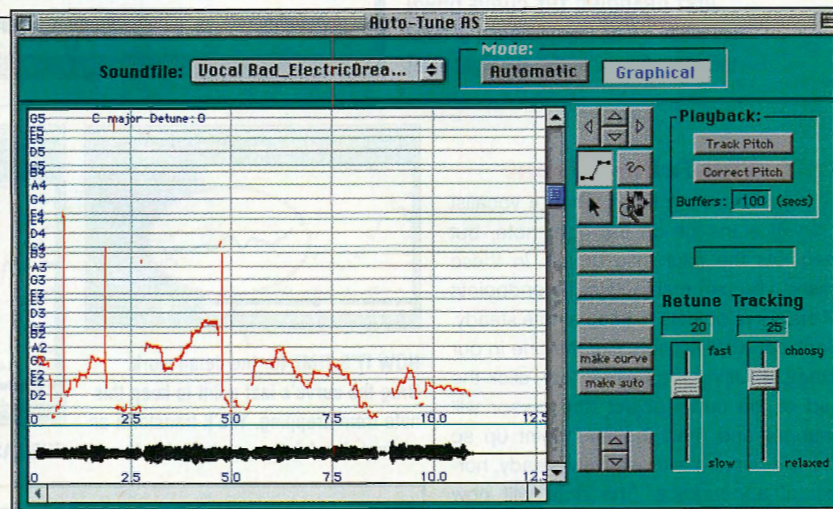 Auto-Tune AS
Soundfile: Vocal Bad_ElectricDrea...
Mode:
Automatic
Graphical
C major Detune: 0
G5
F5
E5
D5
C5
B4
A4
G4
F4
E4
D4
C4
B3
A3
G3
F3
E3
D3
C3
B2
A2
G2
F2
E2
D2
0 2.5 5.0 7.5 10.0 12.5
0 2.5 5.0 7.5 10.0 12.5
make curve
make auto
Playback:
Track Pitch
Correct Pitch
Buffers: 100 (secs)
Retune Tracking
20 25
fast choosy
slow relaxed